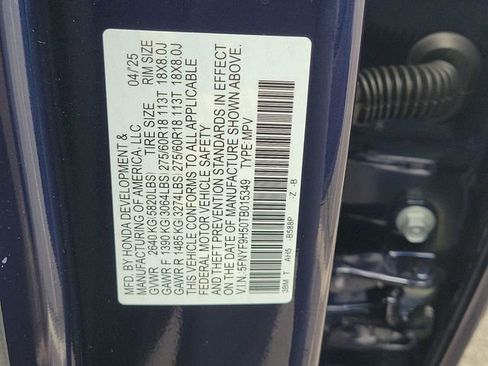 MFD. BY HONDA DEVELOPMENT &
MANUFACTURING OF AMERICA, LLC. 04/25
GVWR 2640 KG(5820LBS) TIRE SIZE RIM SIZE
GAWR F 1390 KG(3064LBS) 275/60R18 113T 18X8.0J
GAWR R 1485 KG(3274LBS) 275/60R18 113T 18X8.0J
THIS VEHICLE CONFORMS TO ALL APPLICABLE
FEDERAL MOTOR VEHICLE SAFETY
AND THEFT PREVENTION STANDARDS IN EFFECT
ON THE DATE OF MANUFACTURE SHOWN ABOVE.
V.I.N: 5FNYF9H50TB015349 TYPE: MPV
3BM T AH5 -B588P - Z - B